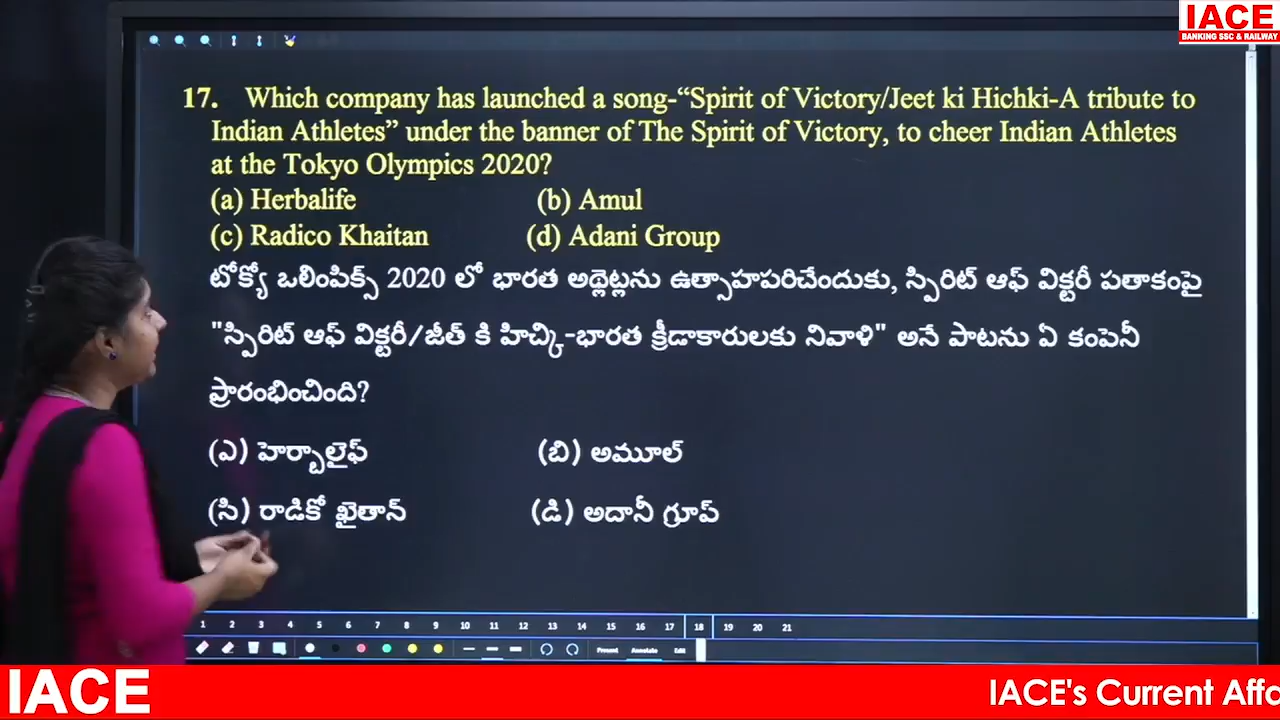 IACE
BANKING SSC & RAILWAY
17. Which company has launched a song-“Spirit of Victory/Jeet ki Hichki-A tribute to
Indian Athletes” under the banner of The Spirit of Victory, to cheer Indian Athletes
at the Tokyo Olympics 2020?
(a) Herbalife (b) Amul
(c) Radico Khaitan (d) Adani Group
టోక్యో ఒలింపిక్స్ 2020 లో భారత అథ్లెట్లను ఉత్సాహపరిచేందుకు, స్పిరిట్ ఆఫ్ విక్టరీ పతాకంపై
"స్పిరిట్ ఆఫ్ విక్టరీ/జీత్ కి హిచ్కి-భారత క్రీడాకారులకు నివాళి" అనే పాటను ఏ కంపెనీ
ప్రారంభించింది?
(ఎ) హెర్బాలైఫ్ (బి) అమూల్
(సి) రాడికో ఖైతాన్ (డి) అదానీ గ్రూప్
1 2 3 4 5 6 7 8 9 10 11 12 13 14 15 16 17 18 19 20 21
Present Annotate Edit
IACE IACE's Current Affa